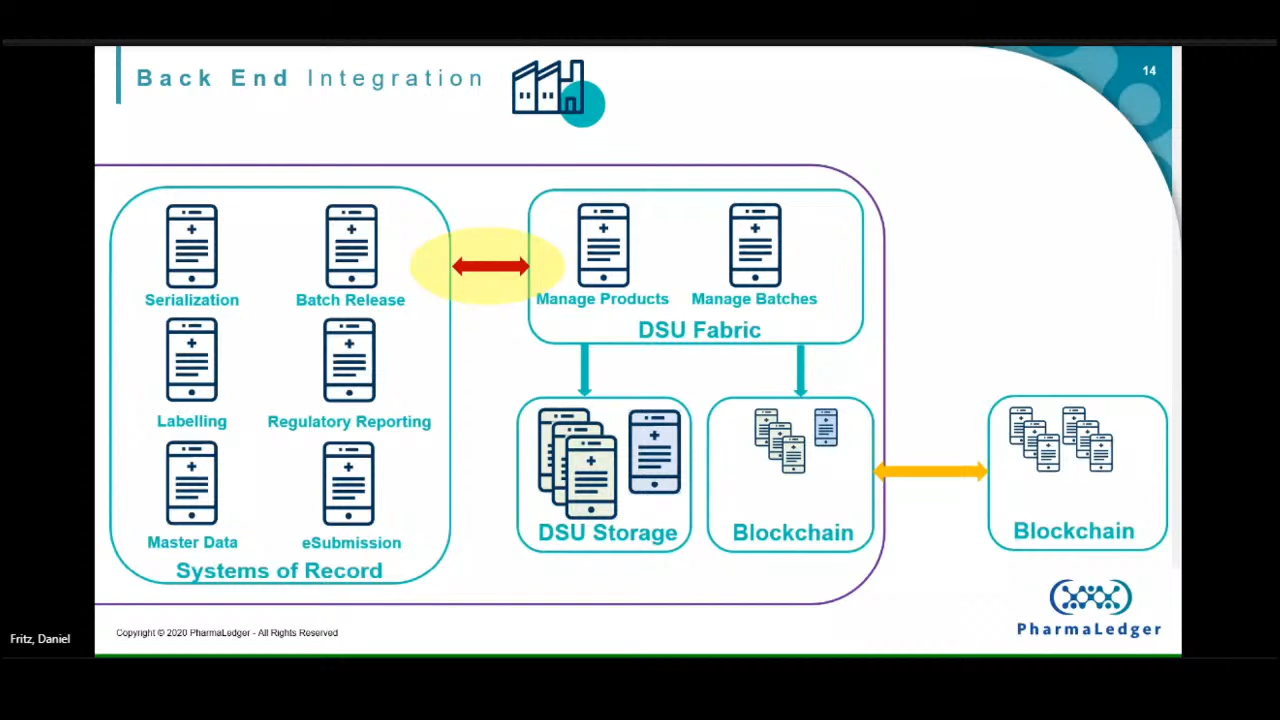 Back End Integration
14
Serialization
Batch Release
Labelling
Regulatory Reporting
Master Data
eSubmission
Systems of Record
Manage Products
Manage Batches
DSU Fabric
DSU Storage
Blockchain
Blockchain
PharmaLedger
Fritz, Daniel
Copyright © 2020 PharmaLedger - All Rights Reserved